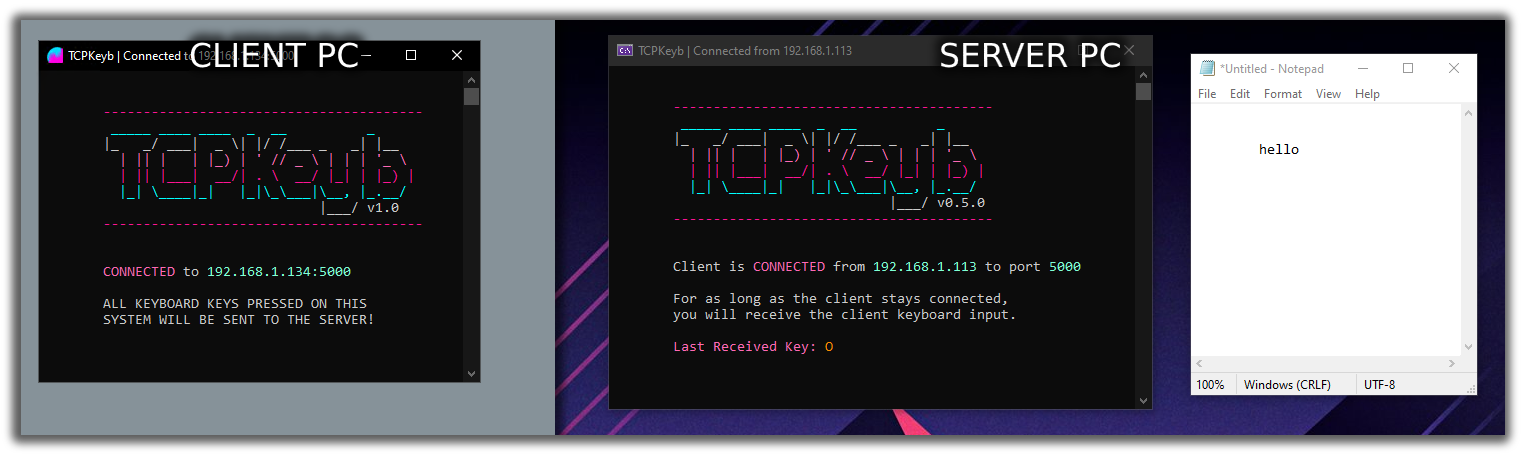 CLIENT PC
TCPKeyb | Connected to 192.168.1.134:5000
TCPKeyb
v1.0
CONNECTED to 192.168.1.134:5000
ALL KEYBOARD KEYS PRESSED ON THIS
SYSTEM WILL BE SENT TO THE SERVER!
SERVER PC
C:\
TCPKeyb | Connected from 192.168.1.113
TCPKeyb
v0.5.0
Client is CONNECTED from 192.168.1.113 to port 5000
For as long as the client stays connected,
you will receive the client keyboard input.
Last Received Key: O
*Untitled - Notepad
File Edit Format View Help
hello
100% Windows (CRLF) UTF-8